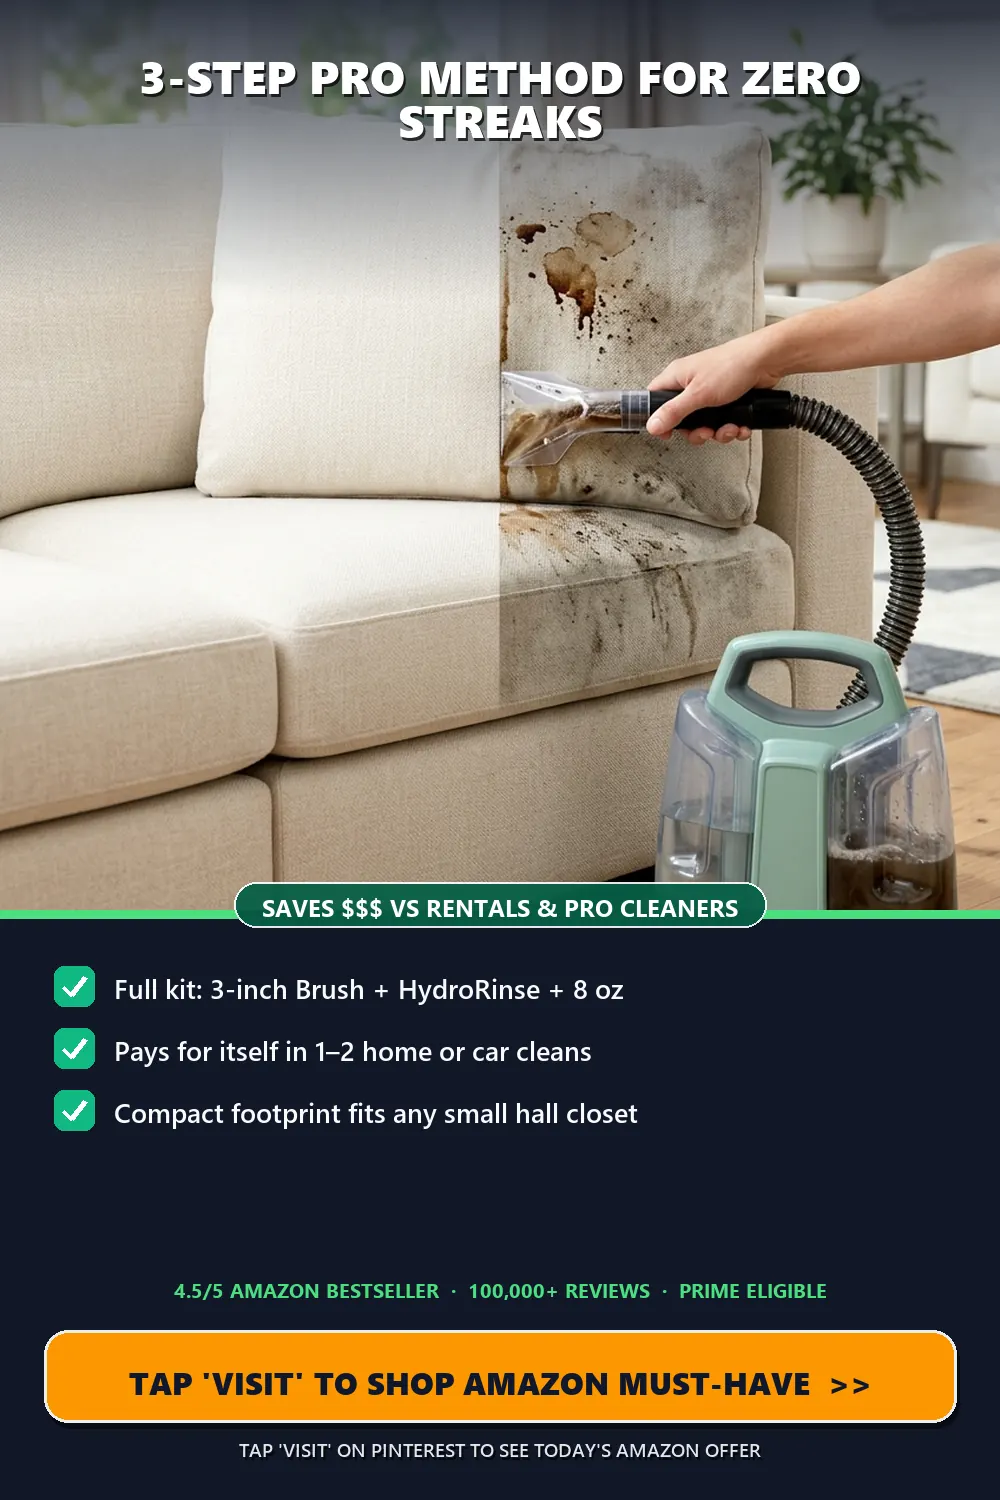 3-STEP PRO METHOD FOR ZERO
STREAKS
SAVES $$$ VS RENTALS & PRO CLEANERS
Full kit: 3-inch Brush + HydroRinse + 8 oz
Pays for itself in 1–2 home or car cleans
Compact footprint fits any small hall closet
4.5/5 AMAZON BESTSELLER · 100,000+ REVIEWS · PRIME ELIGIBLE
TAP 'VISIT' TO SHOP AMAZON MUST-HAVE >>
TAP 'VISIT' ON PINTEREST TO SEE TODAY'S AMAZON OFFER